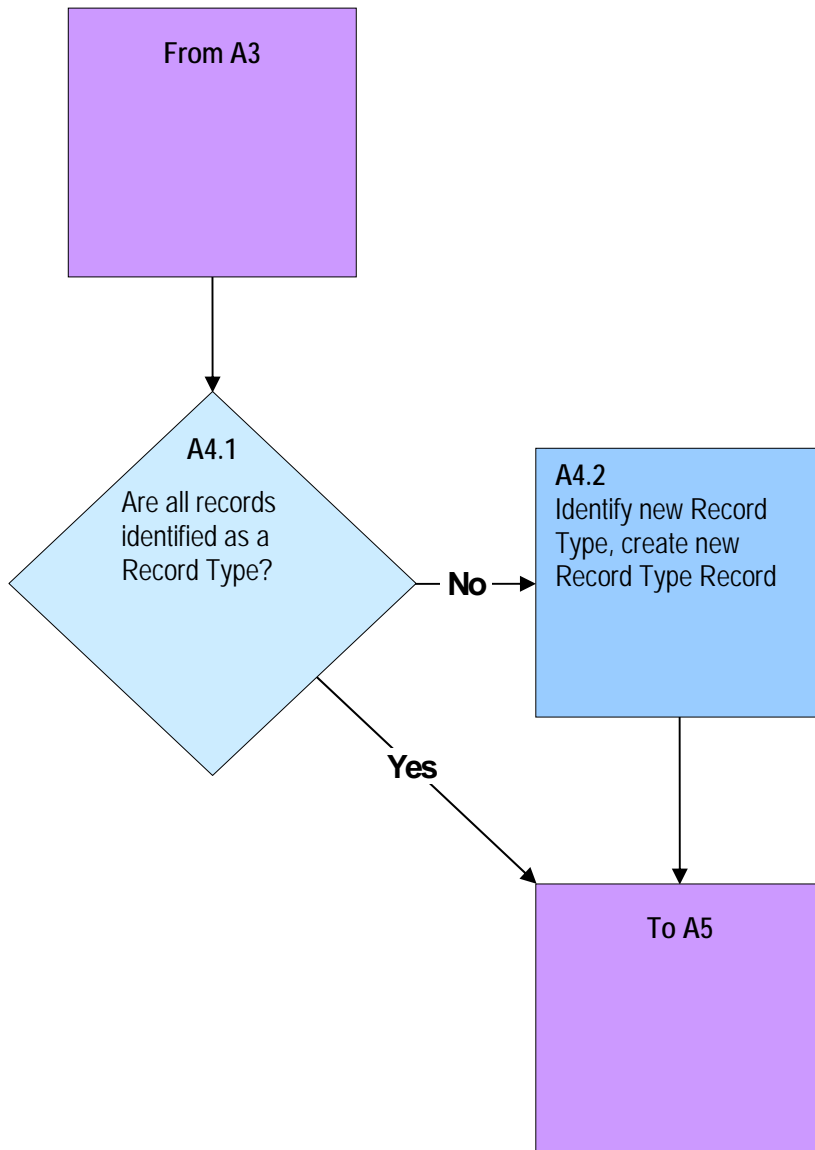 From A3
A4.1
Are all records
identified as a
Record Type?
No
A4.2
Identify new Record
Type, create new
Record Type Record
Yes
To A5